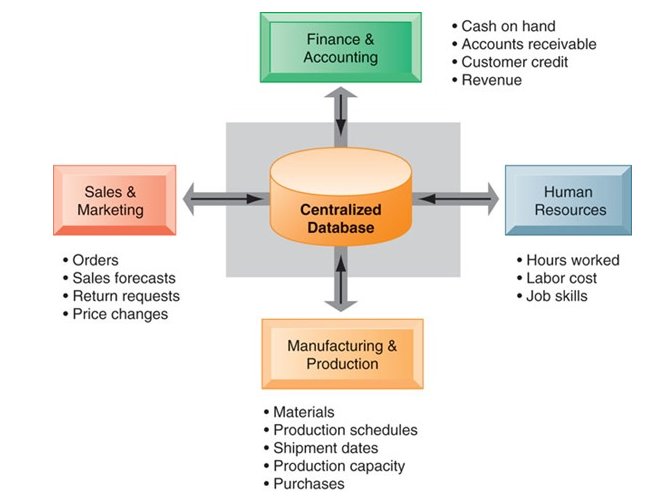 Finance &
Accounting
• Cash on hand
• Accounts receivable
• Customer credit
• Revenue
Sales &
Marketing
• Orders
• Sales forecasts
• Return requests
• Price changes
Centralized
Database
Human
Resources
• Hours worked
• Labor cost
• Job skills
Manufacturing &
Production
• Materials
• Production schedules
• Shipment dates
• Production capacity
• Purchases